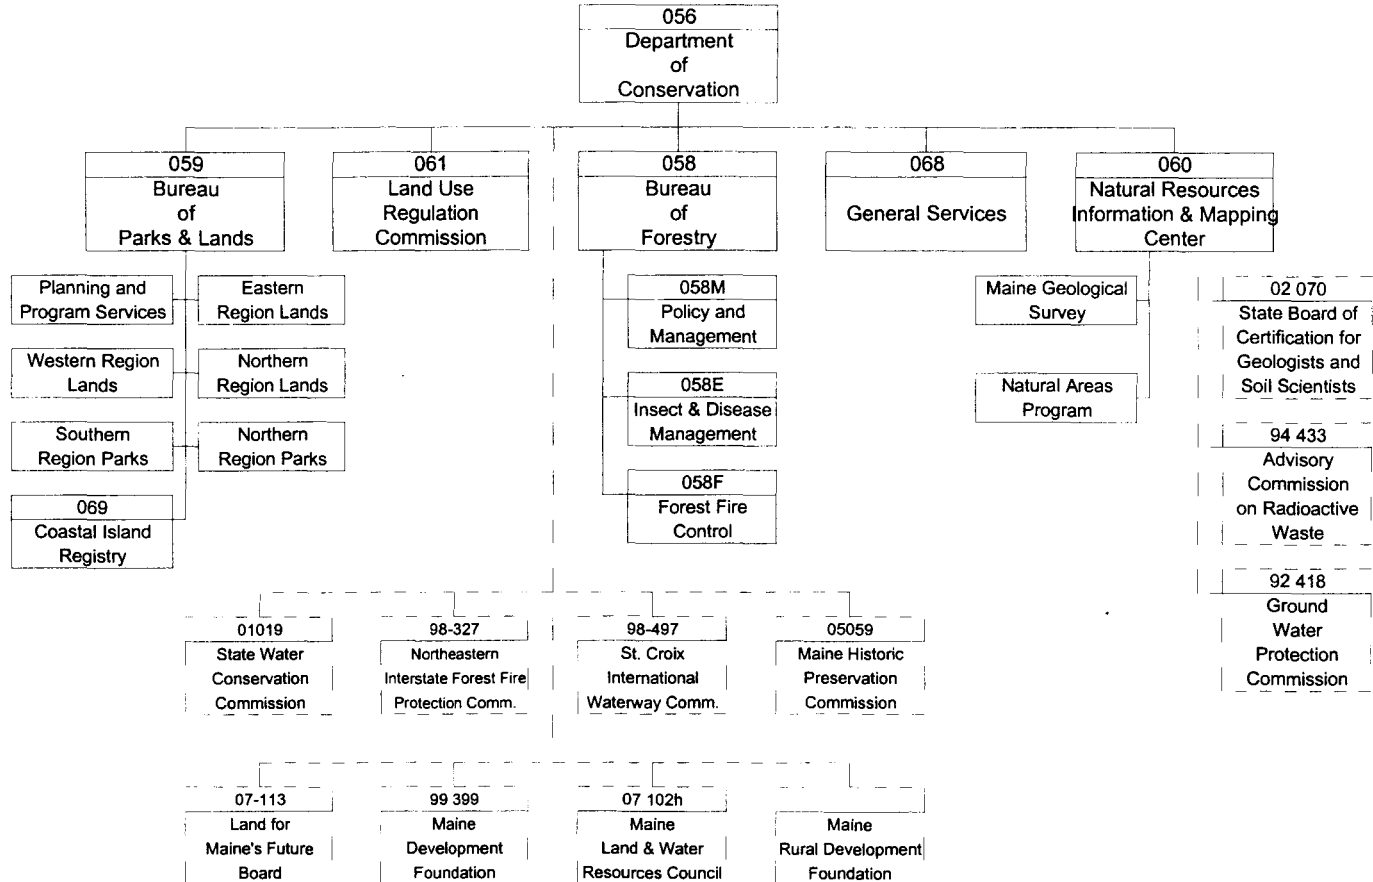 056
Department
of
Conservation
059
Bureau
of
Parks & Lands
061
Land Use
Regulation
Commission
058
Bureau
of
Forestry
068
General Services
060
Natural Resources
Information & Mapping
Center
Planning and
Program Services
Eastern
Region Lands
Western Region
Lands
Northern
Region Lands
Southern
Region Parks
Northern
Region Parks
069
Coastal Island
Registry
058M
Policy and
Management
058E
Insect & Disease
Management
058F
Forest Fire
Control
Maine Geological
Survey
Natural Areas
Program
02 070
State Board of
Certification for
Geologists and
Soil Scientists
94 433
Advisory
Commission
on Radioactive
Waste
92 418
Ground
Water
Protection
Commission
01019
State Water
Conservation
Commission
98-327
Northeastern
Interstate Forest Fire
Protection Comm.
98-497
St. Croix
International
Waterway Comm.
05059
Maine Historic
Preservation
Commission
07-113
Land for
Maine's Future
Board
99 399
Maine
Development
Foundation
07 102h
Maine
Land & Water
Resources Council
Maine
Rural Development
Foundation